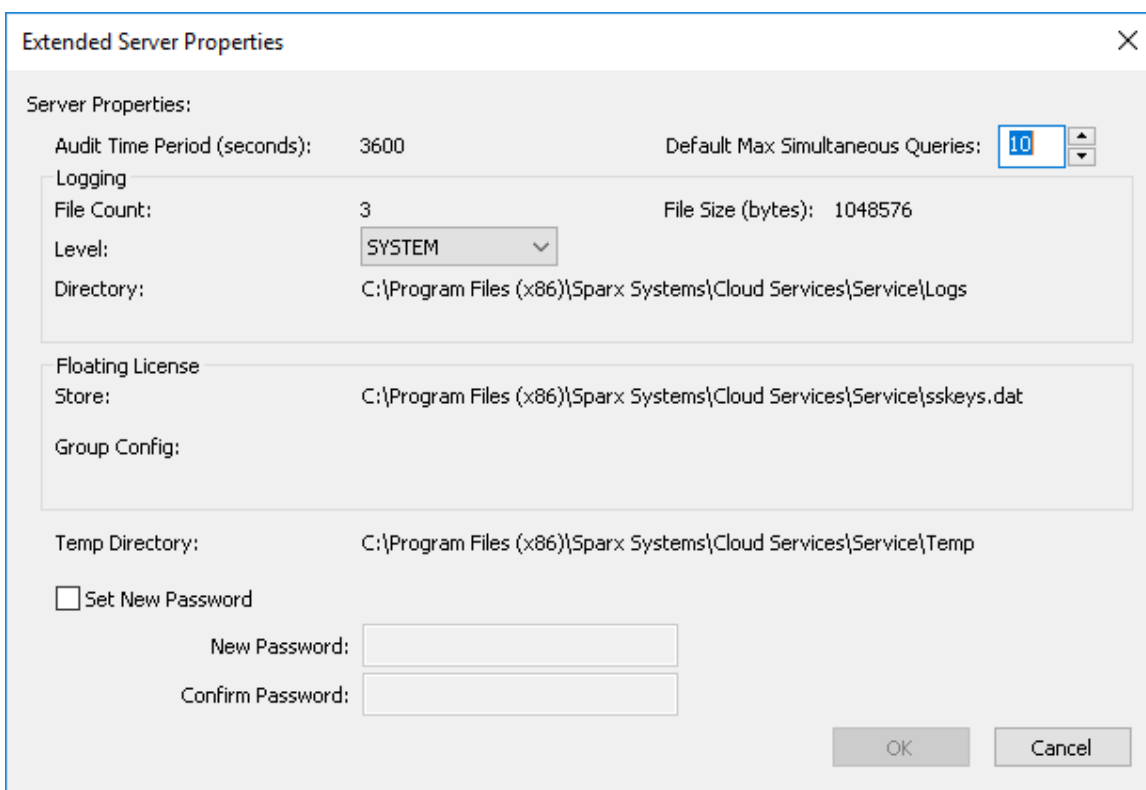 Extended Server Properties
Server Properties:
Audit Time Period (seconds): 3600 Default Max Simultaneous Queries: 10
Logging
File Count: 3 File Size (bytes): 1048576
Level: SYSTEM
Directory: C:\Program Files (x86)\Sparx Systems\Cloud Services\Service\Logs
Floating License
Store: C:\Program Files (x86)\Sparx Systems\Cloud Services\Service\sskeys.dat
Group Config:
Temp Directory: C:\Program Files (x86)\Sparx Systems\Cloud Services\Service\Temp
Set New Password
New Password:
Confirm Password:
OK Cancel